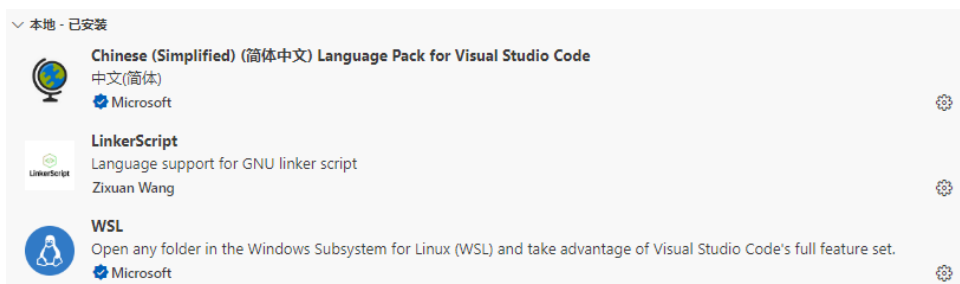 本地 - 已安装
Chinese (Simplified) (简体中文) Language Pack for Visual Studio Code
中文(简体)
Microsoft
LinkerScript
Language support for GNU linker script
LinkerScript
Zixuan Wang
WSL
Open any folder in the Windows Subsystem for Linux (WSL) and take advantage of Visual Studio Code's full feature set.
Microsoft